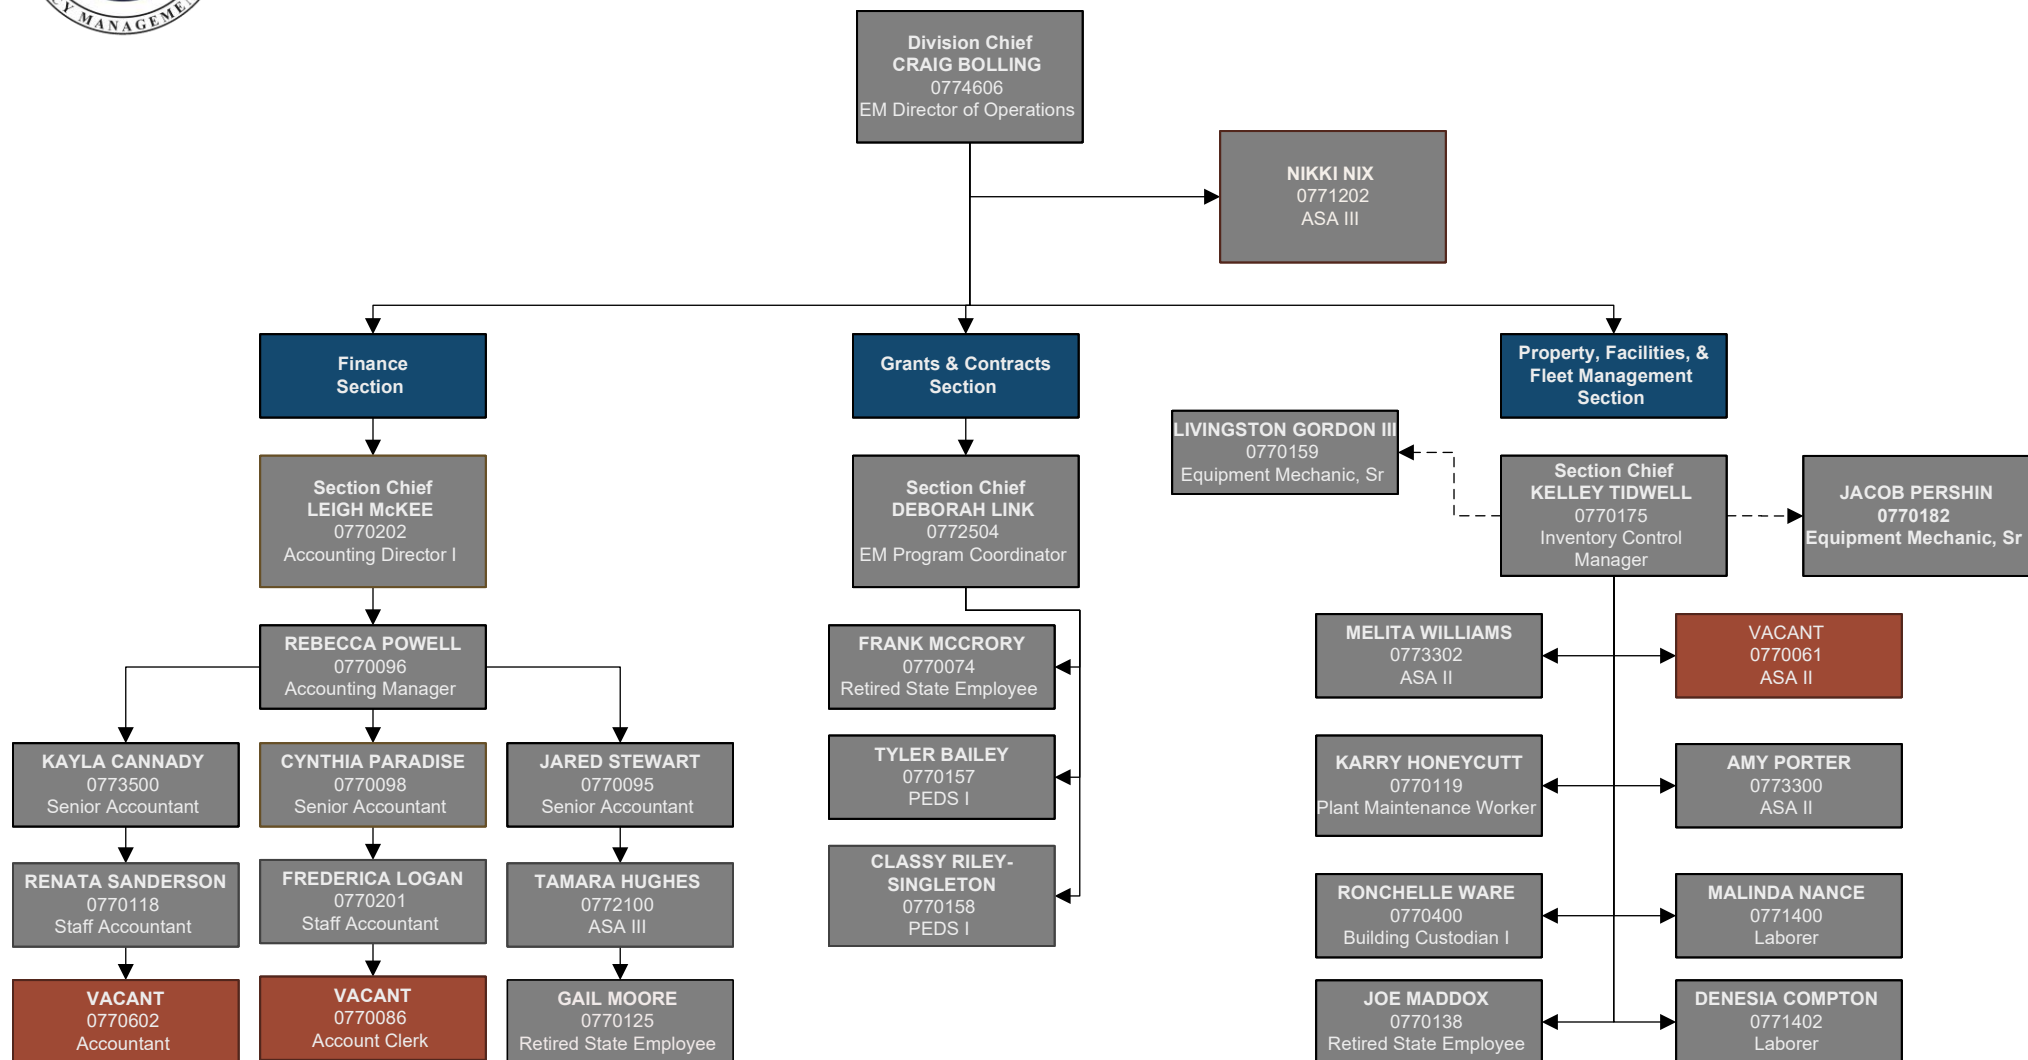 CY MANAGEMEN
Division Chief
CRAIG BOLLING
0774606
EM Director of Operations
NIKKI NIX
0771202
ASA III
Finance
Section
Grants & Contracts
Section
Property, Facilities, &
Fleet Management
Section
LIVINGSTON GORDON III
0770159
Equipment Mechanic, Sr
Section Chief
LEIGH McKEE
0770202
Accounting Director I
Section Chief
DEBORAH LINK
0772504
EM Program Coordinator
Section Chief
KELLEY TIDWELL
0770175
Inventory Control
Manager
JACOB PERSHIN
0770182
Equipment Mechanic, Sr
REBECCA POWELL
0770096
Accounting Manager
FRANK MCCRORY
0770074
Retired State Employee
MELITA WILLIAMS
0773302
ASA II
VACANT
0770061
ASA II
KAYLA CANNADY
0773500
Senior Accountant
CYNTHIA PARADISE
0770098
Senior Accountant
JARED STEWART
0770095
Senior Accountant
TYLER BAILEY
0770157
PEDS I
KARRY HONEYCUTT
0770119
Plant Maintenance Worker
AMY PORTER
0773300
ASA II
RENATA SANDERSON
0770118
Staff Accountant
FREDERICA LOGAN
0770201
Staff Accountant
TAMARA HUGHES
0772100
ASA III
CLASSY RILEY-
SINGLETON
0770158
PEDS I
RONCHELLE WARE
0770400
Building Custodian I
MALINDA NANCE
0771400
Laborer
VACANT
0770602
Accountant
VACANT
0770086
Account Clerk
GAIL MOORE
0770125
Retired State Employee
JOE MADDOX
0770138
Retired State Employee
DENESIA COMPTON
0771402
Laborer